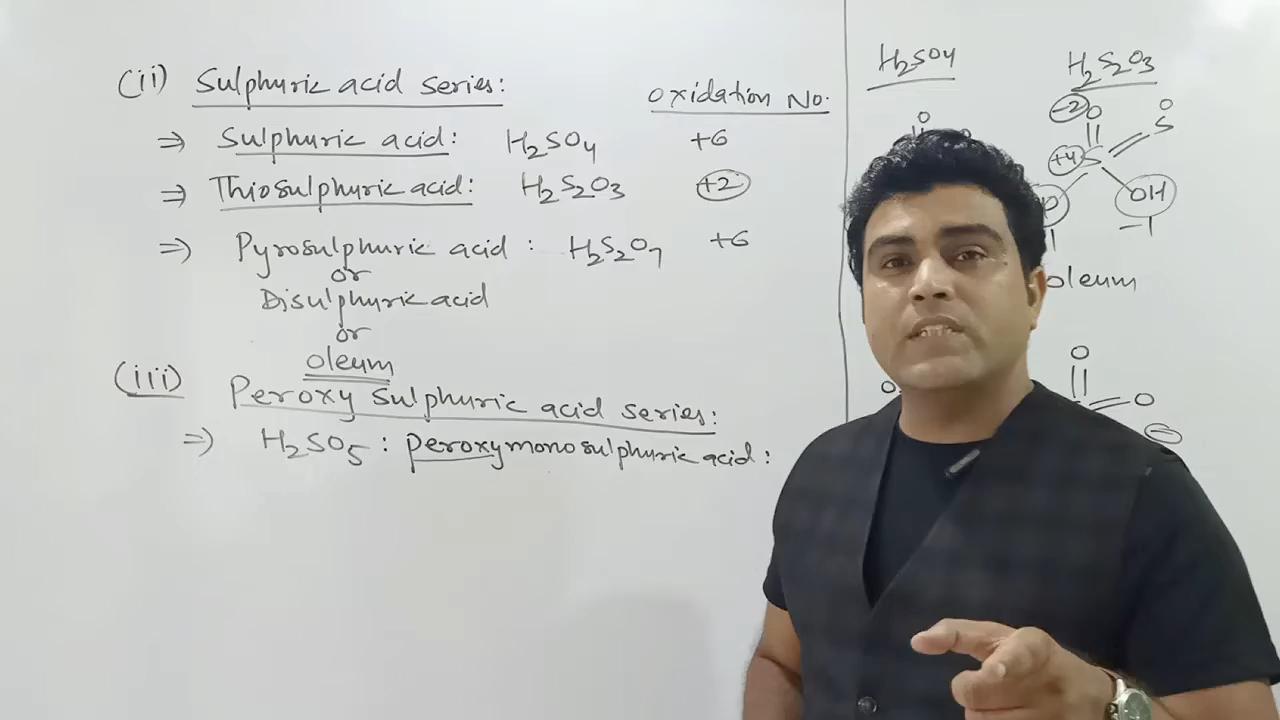 (ii) Sulphuric acid series:
Oxidation No.
⇒ Sulphuric acid: H₂SO₄ +6
⇒ Thiosulphuric acid: H₂S₂O₃ +2
⇒ Pyrosulphuric acid : H₂S₂O₇ +6
or
Disulphuric acid
or
Oleum
(iii) Peroxy sulphuric acid series:
⇒ H₂SO₅ : peroxymonosulphuric acid:
H₂SO₄ H₂S₂O₃
O
-2 O O
+4 S S
OH
-1
oleum
O
O O